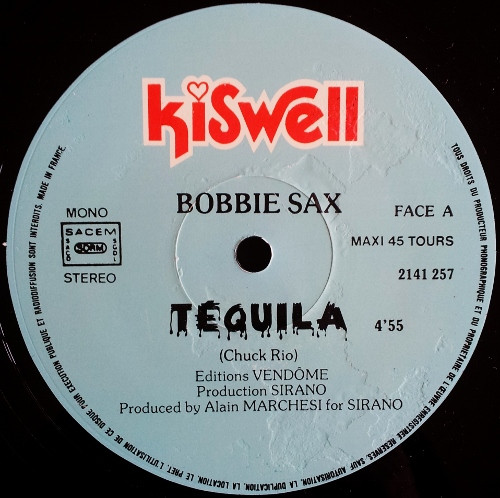 kiswell
BOBBIE SAX
MONO
SACEM
SACD
SDRM
SGDL
STEREO
FACE A
MAXI 45 TOURS
2141 257
TEQUILA
4'55
(Chuck Rio)
Editions VENDÔME
Production SIRANO
Produced by Alain MARCHESI for SIRANO
TOUS DROITS DU PRODUCTEUR PHONOGRAPHIQUE ET DU PROPRIETAIRE DE L'ŒUVRE ENREGISTREE RESERVES. SAUF AUTORISATION, LA DUPLICATION, LA LOCATION, LE PRET, L'UTILISATION DE CE DISQUE POUR EXECUTION PUBLIQUE ET RADIODIFFUSION SONT INTERDITS. MADE IN FRANCE.